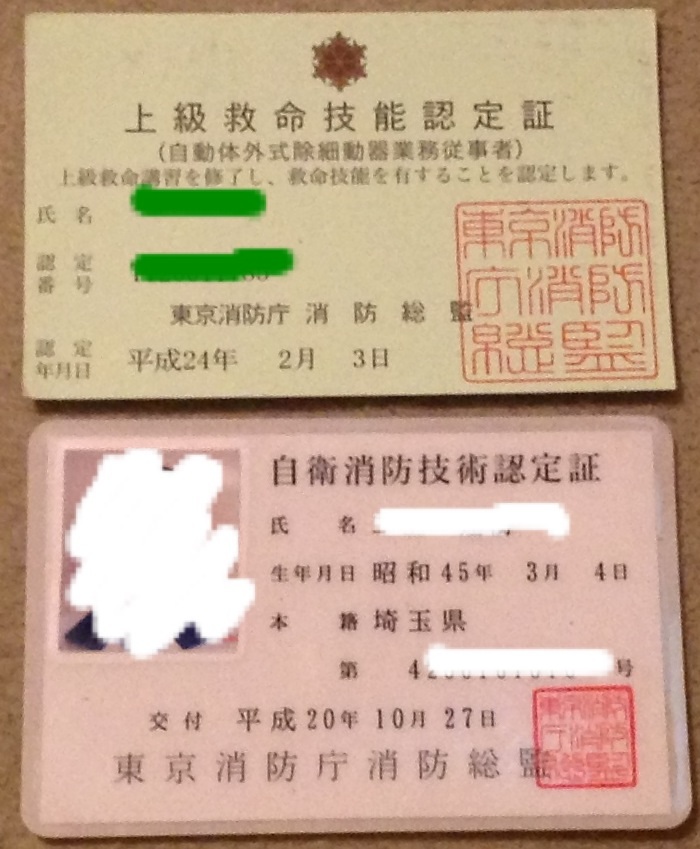 上級救命技能認定証
(自動体外式除細動器業務従事者)
上級救命講習を修了し、救命技能を有することを認定します。
氏名
認定
番号
東京消防庁 消防総監
認定
年月日 平成24年 2月 3日
東京消防
庁消防
総監
自衛消防技術認定証
氏 名
生年月日 昭和45年 3月 4日
本 籍 埼玉県
第 4 号
交付 平成20年10月27日
東京消防庁消防総監